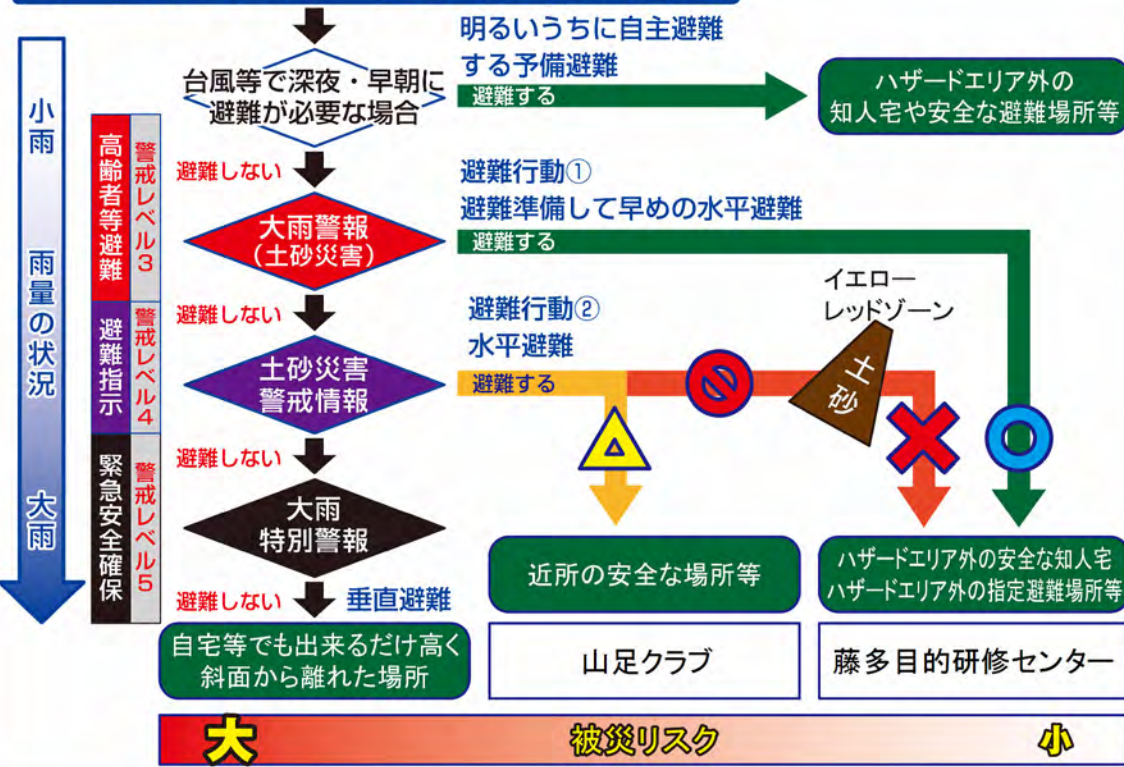 明るいうちに自主避難
する予備避難
台風等で深夜・早朝に
避難が必要な場合
避難する
ハザードエリア外の
知人宅や安全な避難場所等
小雨
雨量の状況
大雨
高齢者等避難
警戒レベル3
避難しない
避難行動①
避難準備して早めの水平避難
大雨警報
(土砂災害)
避難する
イエロー
レッドゾーン
避難指示
警戒レベル4
避難しない
避難行動②
水平避難
土砂災害
警戒情報
避難する
土砂
緊急安全確保
警戒レベル5
避難しない
大雨
特別警報
近所の安全な場所等
ハザードエリア外の安全な知人宅
ハザードエリア外の指定避難場所等
避難しない
垂直避難
自宅等でも出来るだけ高く
斜面から離れた場所
山足クラブ
藤多目的研修センター
大
被災リスク
小